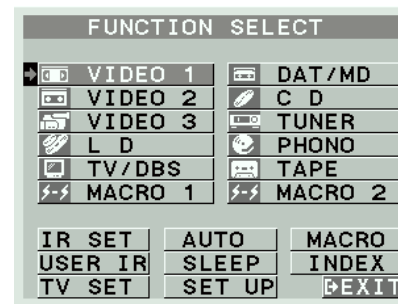 FUNCTION SELECT
VIDEO 1 DAT/MD
VIDEO 2 C D
VIDEO 3 TUNER
L D PHONO
TV/DBS TAPE
MACRO 1 MACRO 2
IR SET AUTO MACRO
USER IR SLEEP INDEX
TV SET SET UP EXIT